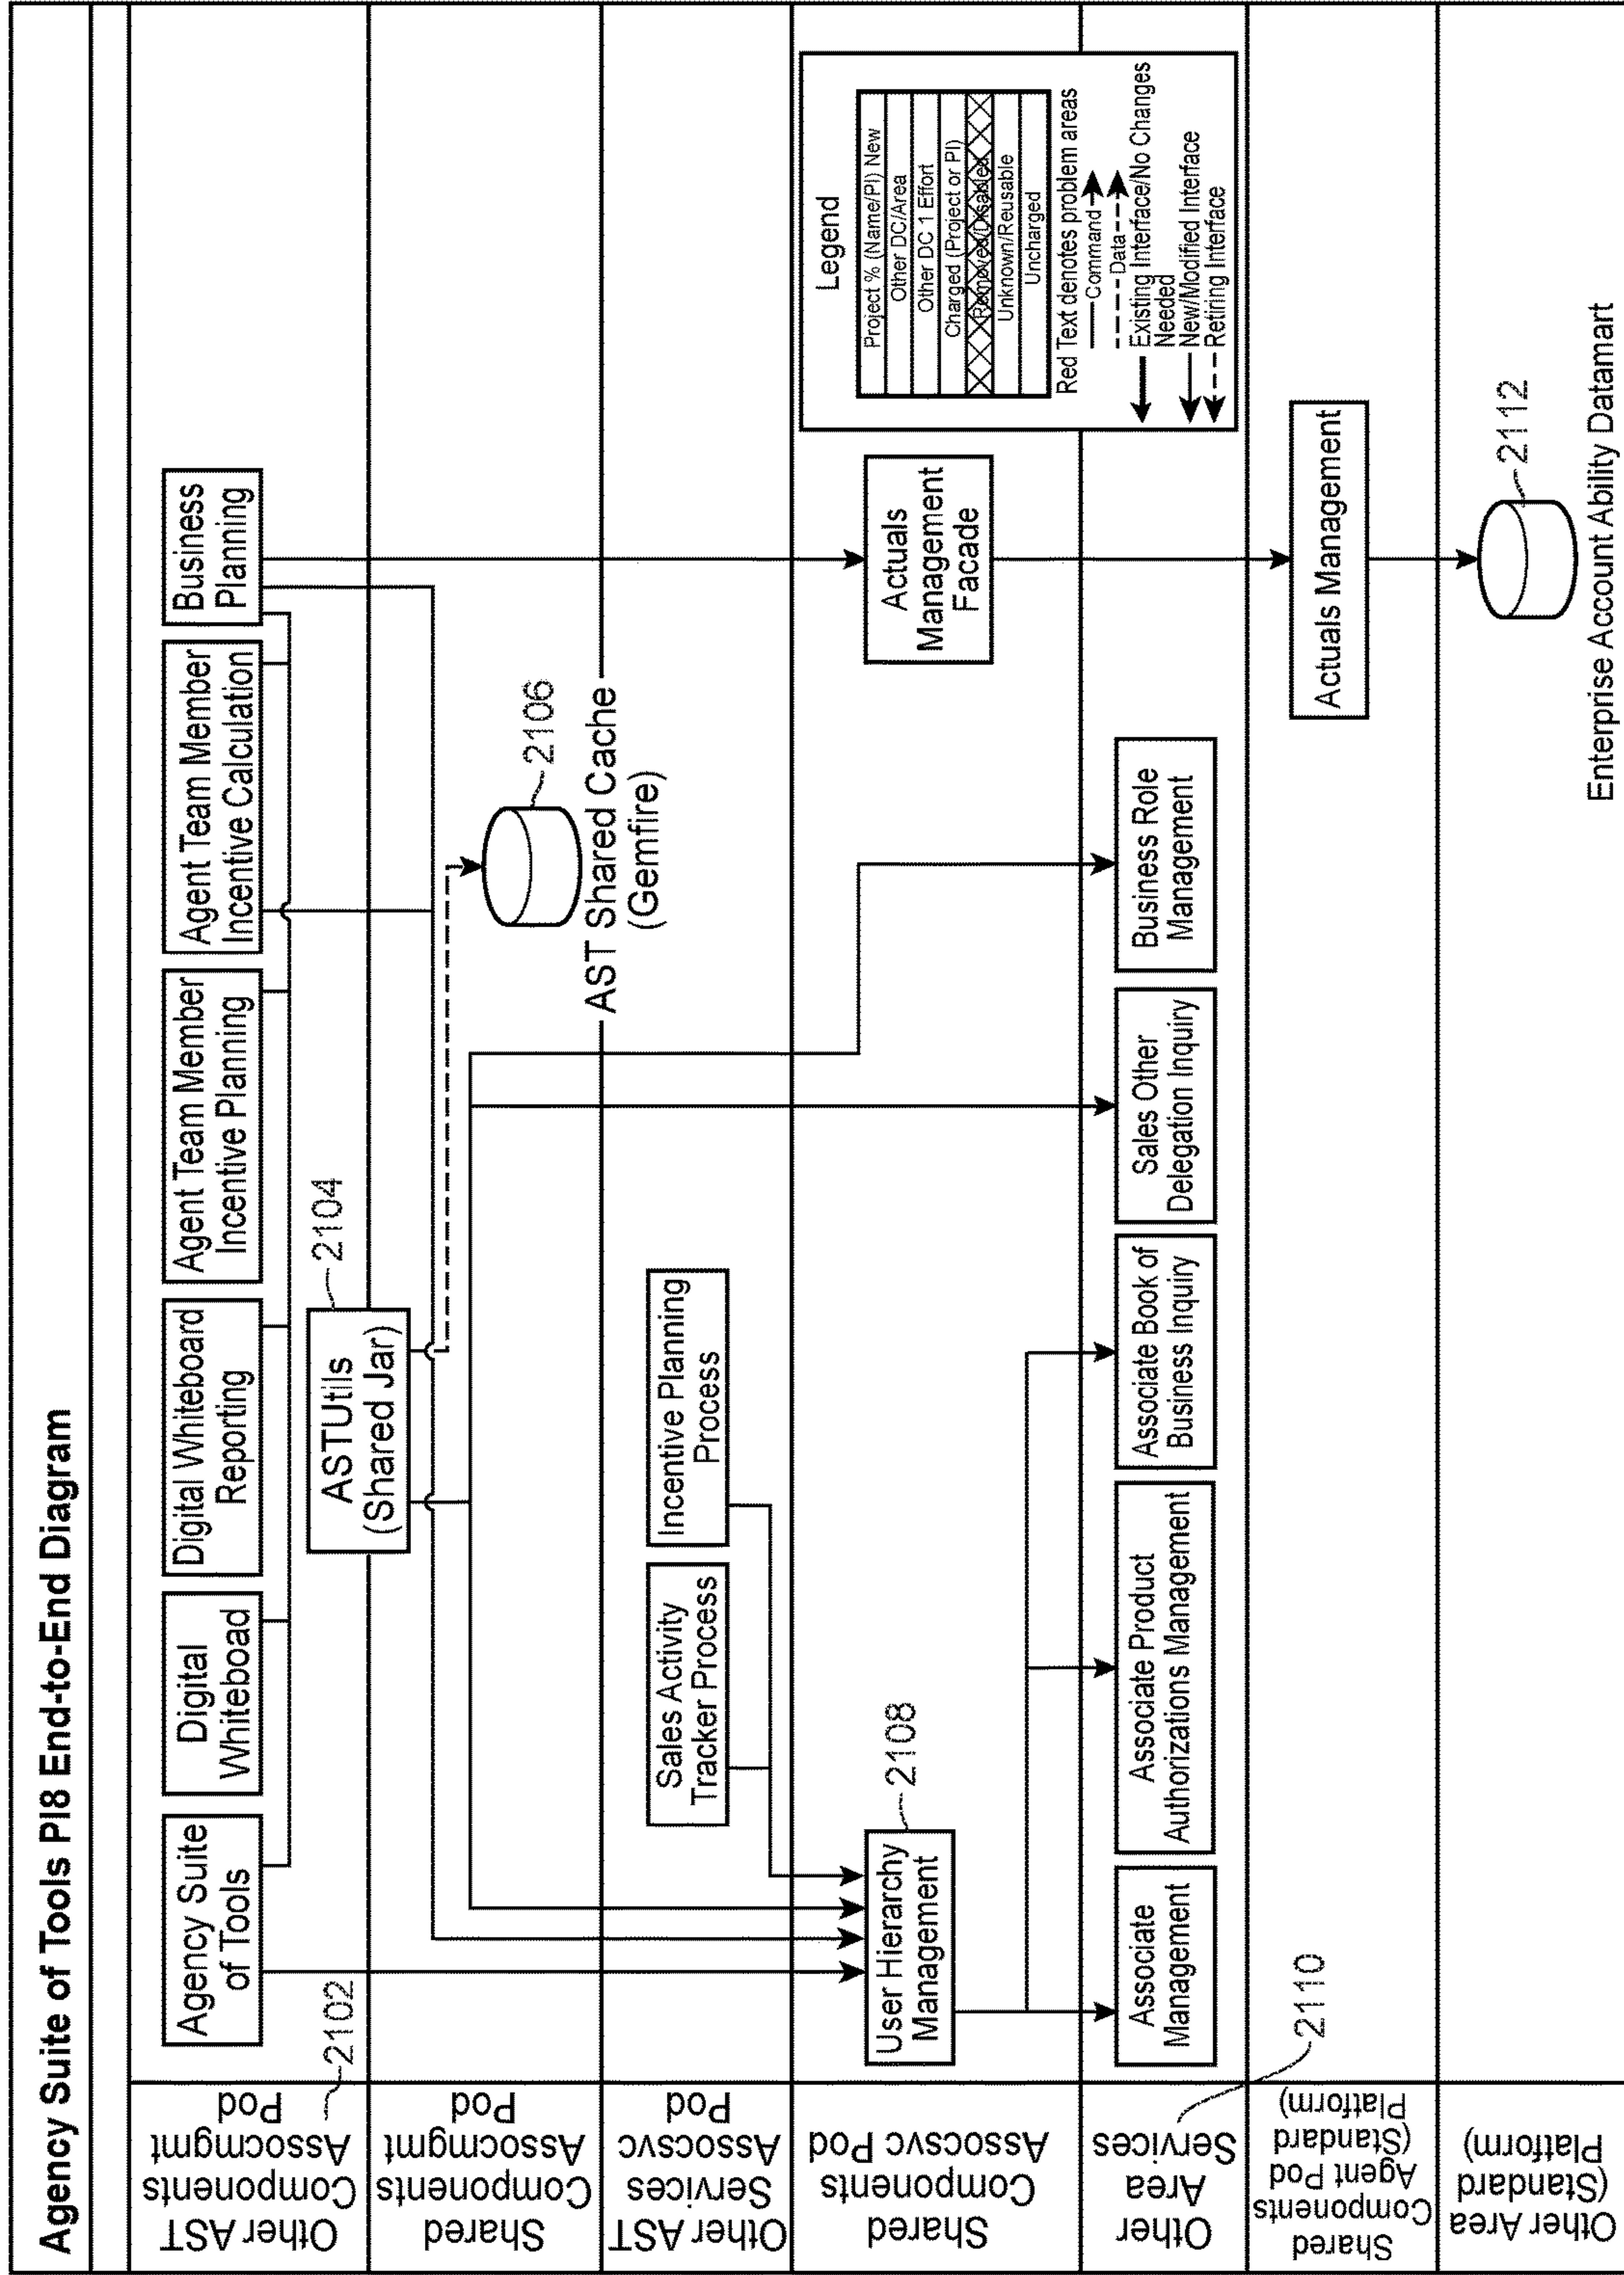 Agency Suite of Tools PI8 End-to-End Diagram
Other AST
Components
Assocmgmt
Pod
2102
Agency Suite
of Tools
Digital
Whiteboad
Digital Whiteboard
Reporting
Agent Team Member
Incentive Planning
Agent Team Member
Incentive Calculation
Business
Planning
ASTUtils
(Shared Jar)
2104
Shared
Components
Assocmgmt
Pod
2106
AST Shared Cache
(Gemfire)
Other AST
Services
Assocsvc
Pod
Sales Activity
Tracker Process
Incentive Planning
Process
Shared
Components
Assocsvc Pod
User Hierarchy
Management
2108
Actuals
Management
Facade
Legend
Project % (Name/PI) New
Other DC/Area
Other DC 1 Effort
Charged (Project or PI)
Removed/Disabled
Unknown/Reusable
Uncharged
Red Text denotes problem areas
Command
Data
Existing Interface/No Changes
Needed
New/Modified Interface
Retiring Interface
Other
Area
Services
2110
Associate
Management
Associate Product
Authorizations Management
Associate Book of
Business Inquiry
Sales Other
Delegation Inquiry
Business Role
Management
Shared
Components
Agent Pod
(Standard
Platform)
Actuals Management
Other Area
(Standard
Platform)
2112
Enterprise Account Ability Datamart